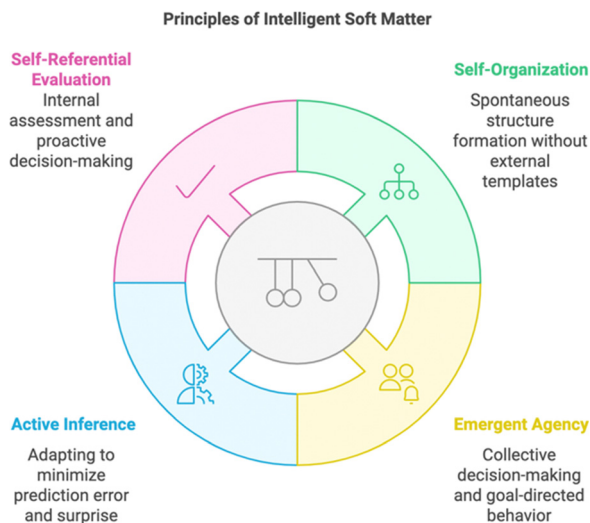 Principles of Intelligent Soft Matter
Self-Referential
Evaluation
Internal
assessment and
proactive
decision-making
Self-Organization
Spontaneous
structure
formation without
external
templates
Active Inference
Adapting to
minimize
prediction error
and surprise
Emergent Agency
Collective
decision-making
and goal-directed
behavior